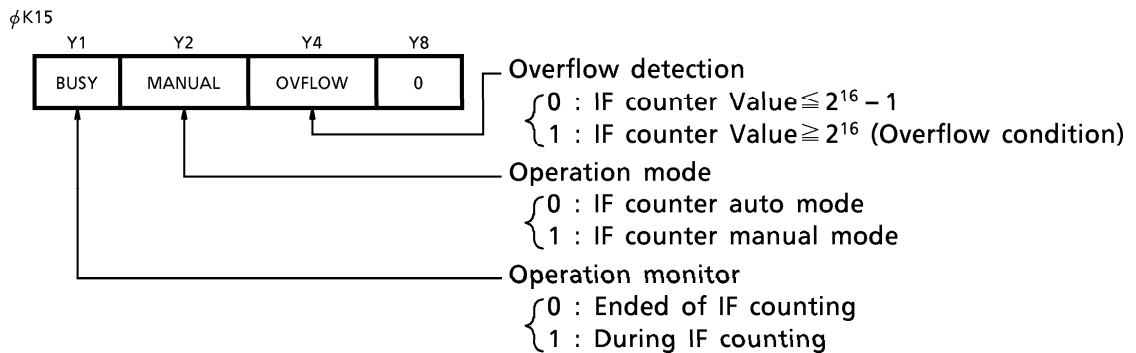 ϕK15
Y1 Y2 Y4 Y8
BUSY MANUAL OVFLOW 0
Overflow detection
0 : IF counter Value ≦ 2¹⁶ – 1
1 : IF counter Value ≧ 2¹⁶ (Overflow condition)
Operation mode
0 : IF counter auto mode
1 : IF counter manual mode
Operation monitor
0 : Ended of IF counting
1 : During IF counting